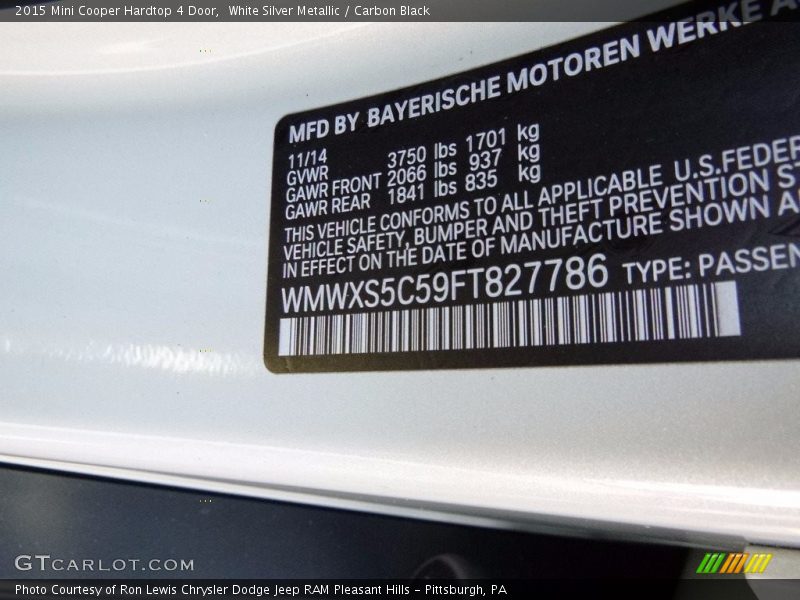 2015 Mini Cooper Hardtop 4 Door, White Silver Metallic / Carbon Black
MFD BY BAYERISCHE MOTOREN WERKE
11/14
GVWR 3750 lbs 1701 kg
GAWR FRONT 2066 lbs 937 kg
GAWR REAR 1841 lbs 835 kg
THIS VEHICLE CONFORMS TO ALL APPLICABLE U.S.FEDER
VEHICLE SAFETY, BUMPER AND THEFT PREVENTION ST
IN EFFECT ON THE DATE OF MANUFACTURE SHOWN A
WMWXS5C59FT827786 TYPE: PASSEN
GTCARLOT.COM
Photo Courtesy of Ron Lewis Chrysler Dodge Jeep RAM Pleasant Hills - Pittsburgh, PA